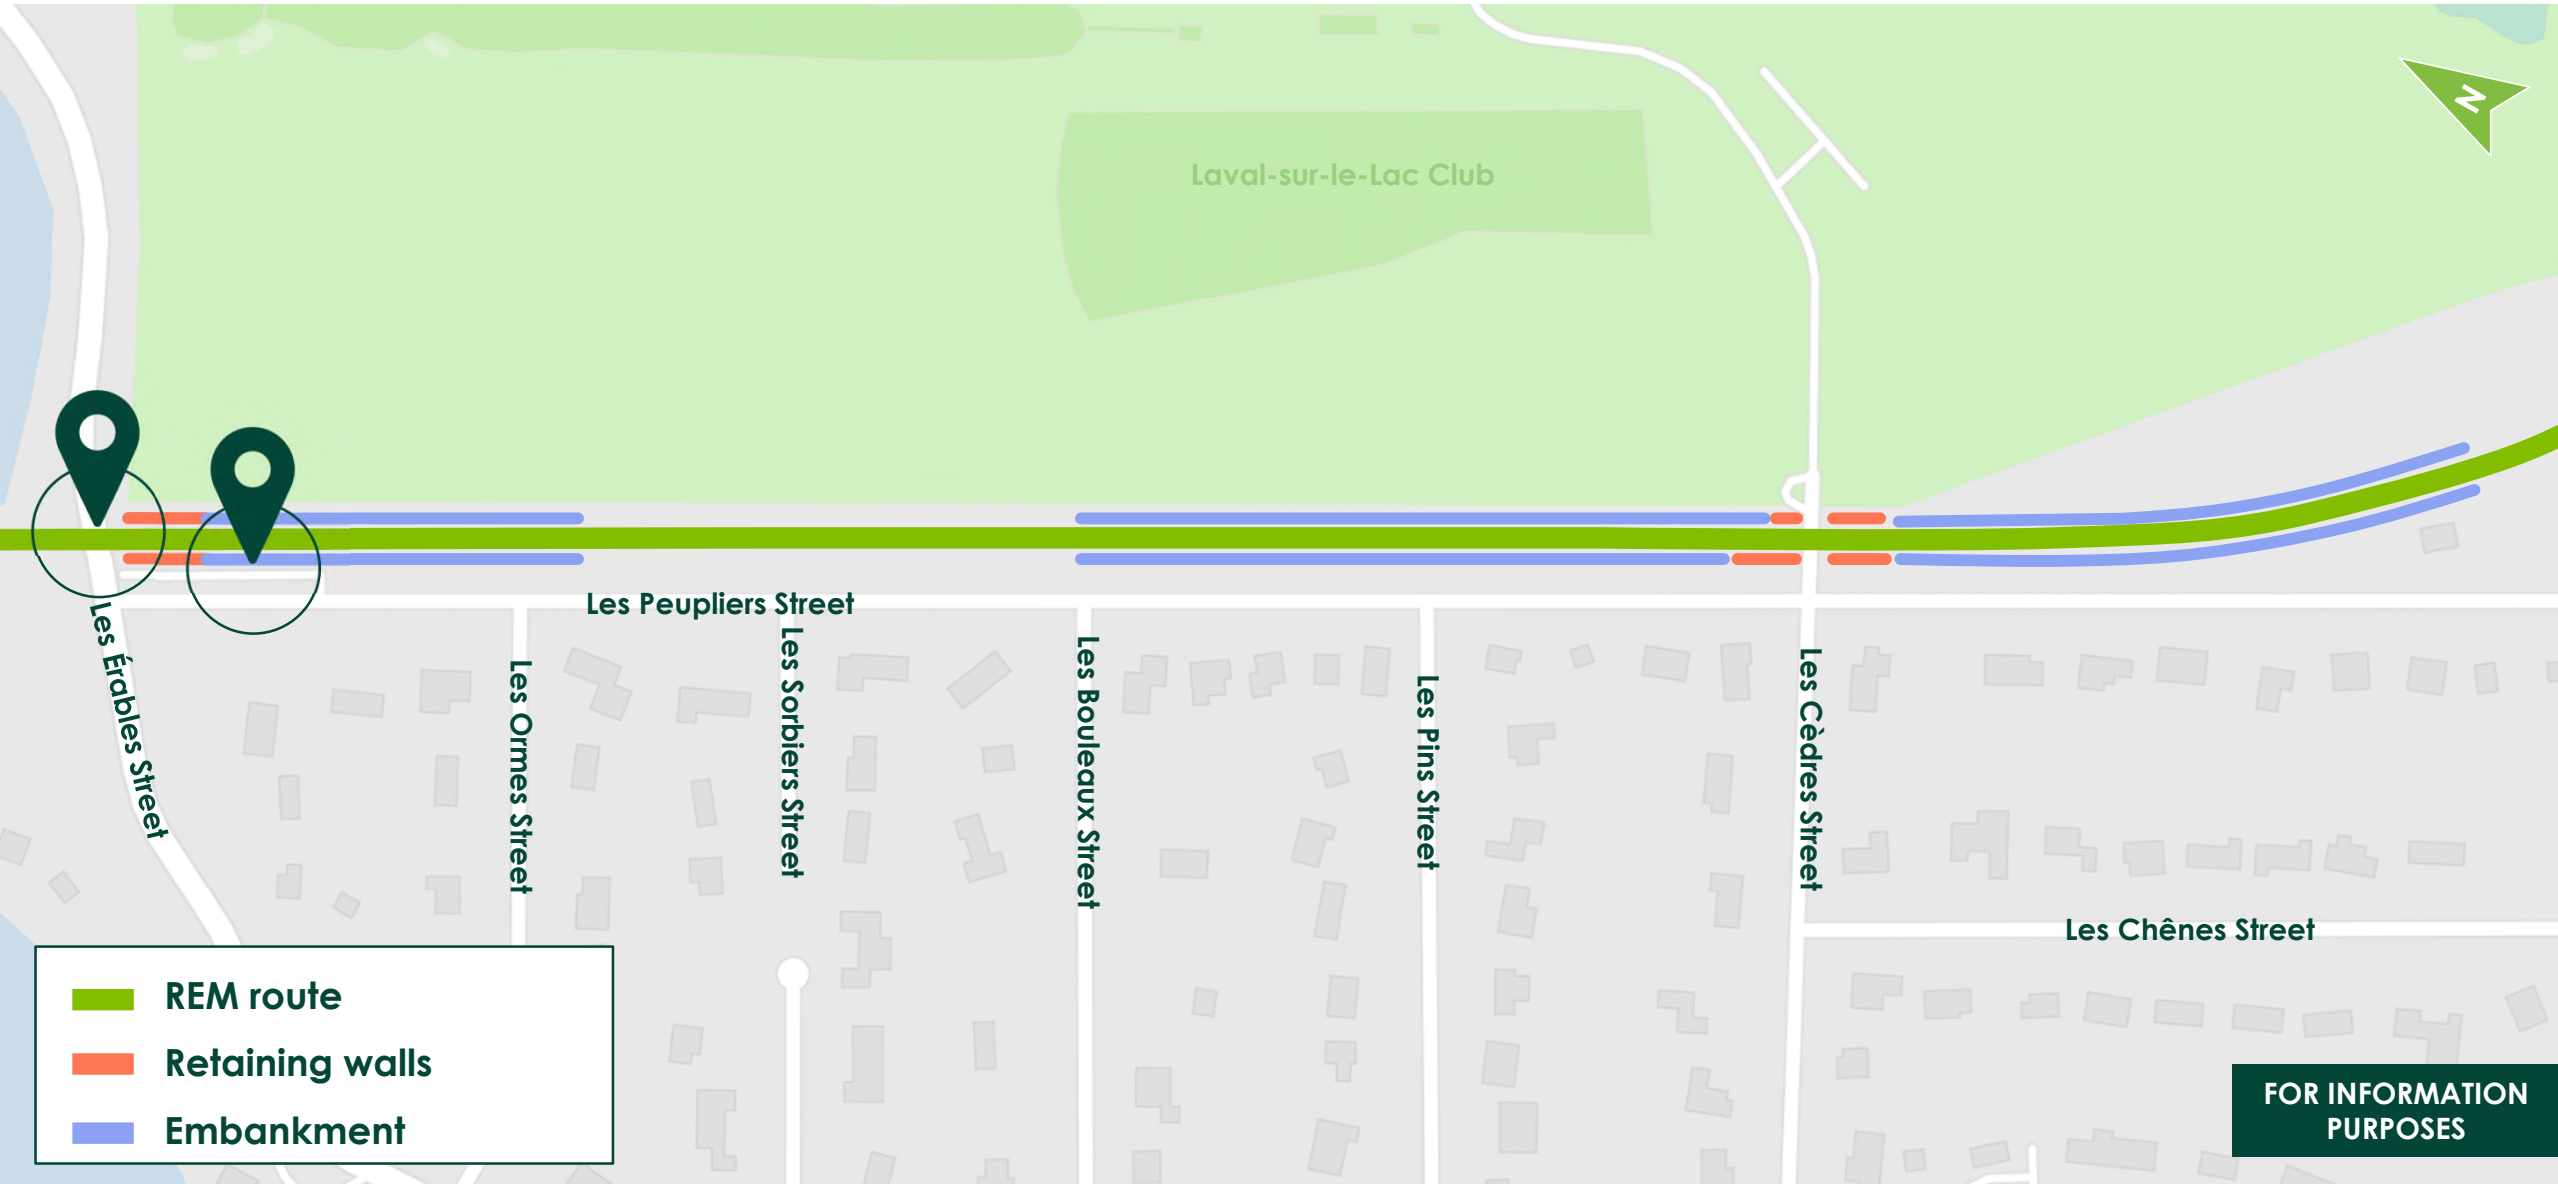 N
Laval-sur-le-Lac Club
Les Peupliers Street
Les Érables Street
Les Ormes Street
Les Sorbiers Street
Les Bouleaux Street
Les Pins Street
Les Cèdres Street
Les Chênes Street
REM route
Retaining walls
Embankment
FOR INFORMATION
PURPOSES